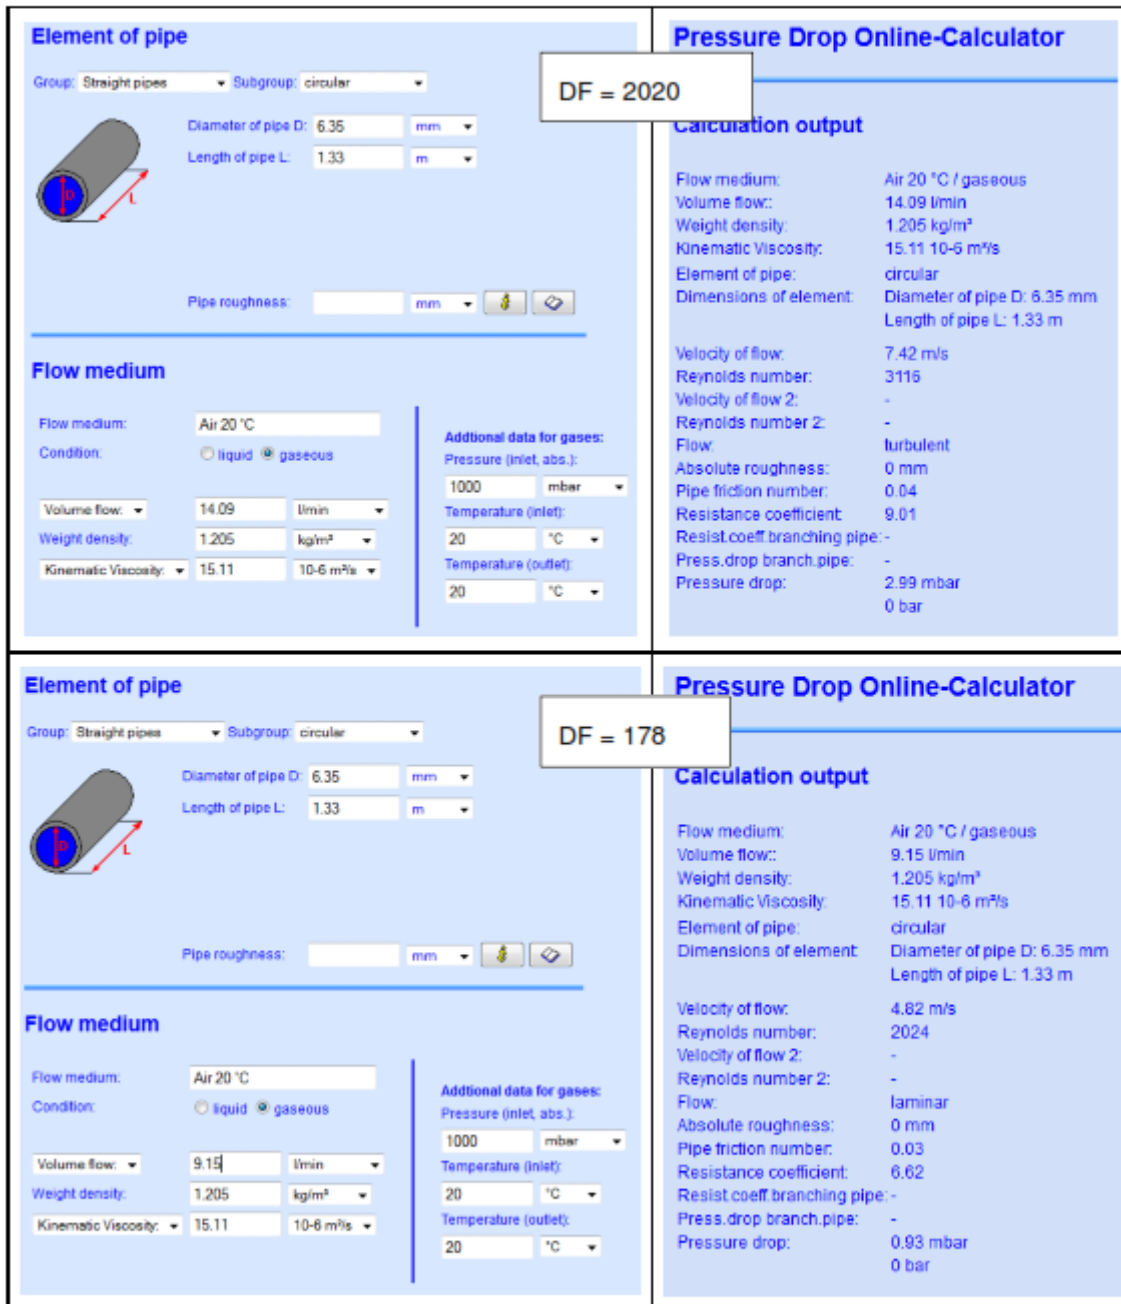 Element of pipe
Group: Straight pipes Subgroup: circular
Diameter of pipe D: 6.35 mm
Length of pipe L: 1.33 m
D
L
Pipe roughness: mm
Flow medium
Flow medium: Air 20 °C
Condition: liquid gaseous
Volume flow: 14.09 l/min
Weight density: 1.205 kg/m³
Kinematic Viscosity: 15.11 10-6 m²/s
Addtional data for gases:
Pressure (inlet, abs.):
1000 mbar
Temperature (inlet):
20 °C
Temperature (outlet):
20 °C
DF = 2020
Pressure Drop Online-Calculator
Calculation output
Flow medium: Air 20 °C / gaseous
Volume flow:: 14.09 l/min
Weight density: 1.205 kg/m³
Kinematic Viscosity: 15.11 10-6 m²/s
Element of pipe: circular
Dimensions of element: Diameter of pipe D: 6.35 mm
Length of pipe L: 1.33 m
Velocity of flow: 7.42 m/s
Reynolds number: 3116
Velocity of flow 2: -
Reynolds number 2: -
Flow: turbulent
Absolute roughness: 0 mm
Pipe friction number: 0.04
Resistance coefficient: 9.01
Resist.coeff.branching pipe: -
Press.drop branch.pipe: -
Pressure drop: 2.99 mbar
0 bar
Element of pipe
Group: Straight pipes Subgroup: circular
Diameter of pipe D: 6.35 mm
Length of pipe L: 1.33 m
D
L
Pipe roughness: mm
Flow medium
Flow medium: Air 20 °C
Condition: liquid gaseous
Volume flow: 9.15 l/min
Weight density: 1.205 kg/m³
Kinematic Viscosity: 15.11 10-6 m²/s
Addtional data for gases:
Pressure (inlet, abs.):
1000 mbar
Temperature (inlet):
20 °C
Temperature (outlet):
20 °C
DF = 178
Pressure Drop Online-Calculator
Calculation output
Flow medium: Air 20 °C / gaseous
Volume flow:: 9.15 l/min
Weight density: 1.205 kg/m³
Kinematic Viscosity: 15.11 10-6 m²/s
Element of pipe: circular
Dimensions of element: Diameter of pipe D: 6.35 mm
Length of pipe L: 1.33 m
Velocity of flow: 4.82 m/s
Reynolds number: 2024
Velocity of flow 2: -
Reynolds number 2: -
Flow: laminar
Absolute roughness: 0 mm
Pipe friction number: 0.03
Resistance coefficient: 6.62
Resist.coeff.branching pipe: -
Press.drop branch.pipe: -
Pressure drop: 0.93 mbar
0 bar